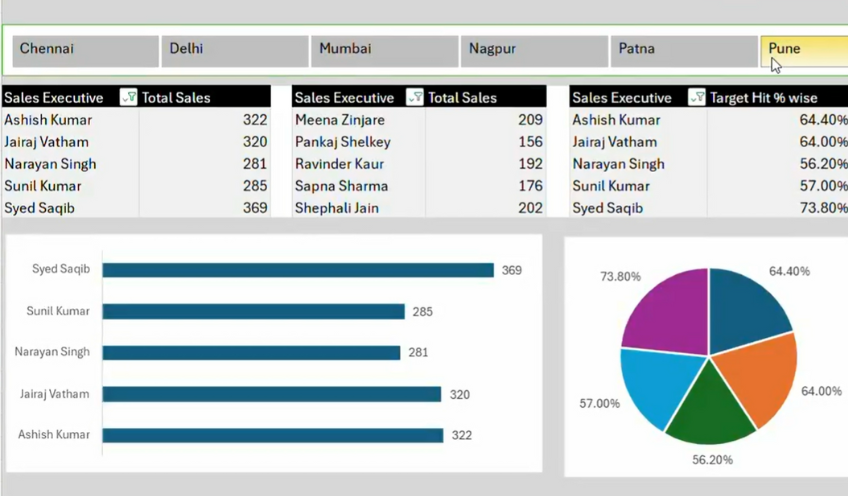 Chennai Delhi Mumbai Nagpur Patna Pune
Sales Executive Total Sales Sales Executive Total Sales Sales Executive Target Hit % wise
Ashish Kumar 322 Meena Zinjare 209 Ashish Kumar 64.40%
Jairaj Vatham 320 Pankaj Shelkey 156 Jairaj Vatham 64.00%
Narayan Singh 281 Ravinder Kaur 192 Narayan Singh 56.20%
Sunil Kumar 285 Sapna Sharma 176 Sunil Kumar 57.00%
Syed Saqib 369 Shephali Jain 202 Syed Saqib 73.80%
Syed Saqib 369
Sunil Kumar 285
Narayan Singh 281
Jairaj Vatham 320
Ashish Kumar 322
73.80% 64.40%
57.00% 64.00%
56.20%